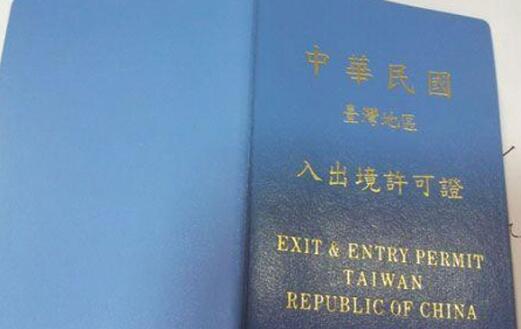 中華民國
臺灣地區
入出境許可證
EXIT & ENTRY PERMIT
TAIWAN
REPUBLIC OF CHINA